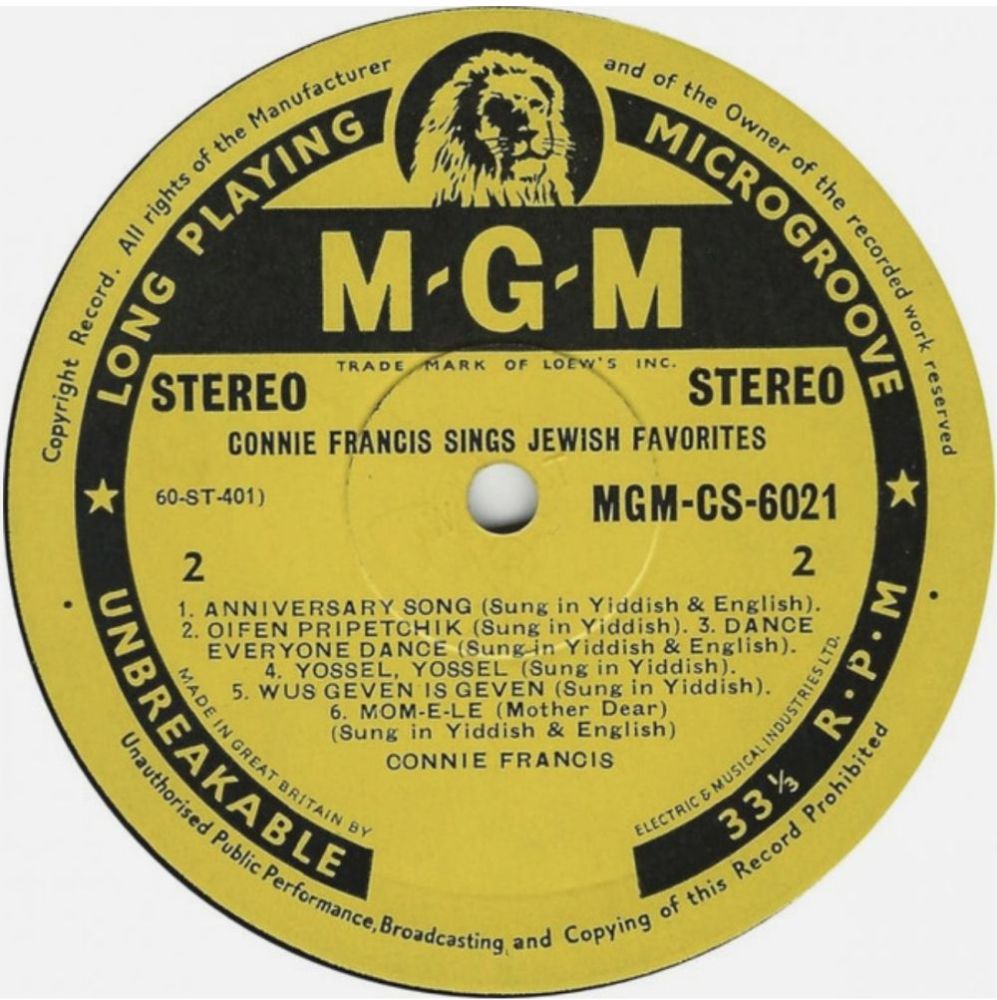 Copyright Record. All rights of the Manufacturer and of the Owner of the recorded work reserved
LONG PLAYING MICROGROOVE
M-G-M
TRADE MARK OF LOEW'S INC.
STEREO STEREO
CONNIE FRANCIS SINGS JEWISH FAVORITES
60-ST-401) MGM-CS-6021
2 2
1. ANNIVERSARY SONG (Sung in Yiddish & English).
2. OIFEN PRIPETCHIK (Sung in Yiddish). 3. DANCE
EVERYONE DANCE (Sung in Yiddish & English).
4. YOSSEL, YOSSEL (Sung in Yiddish).
5. WUS GEVEN IS GEVEN (Sung in Yiddish).
6. MOM-E-LE (Mother Dear)
(Sung in Yiddish & English)
CONNIE FRANCIS
MADE IN GREAT BRITAIN BY ELECTRIC & MUSICAL INDUSTRIES LTD.
UNBREAKABLE 33⅓ R·P·M
Unauthorised Public Performance, Broadcasting, and Copying of this Record Prohibited